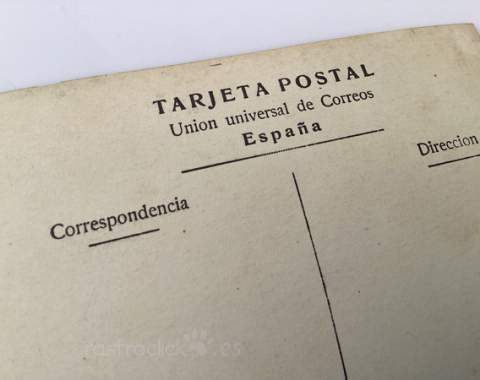 TARJETA POSTAL
Union universal de Correos
España
Correspondencia
Direccion
rastroclick.es